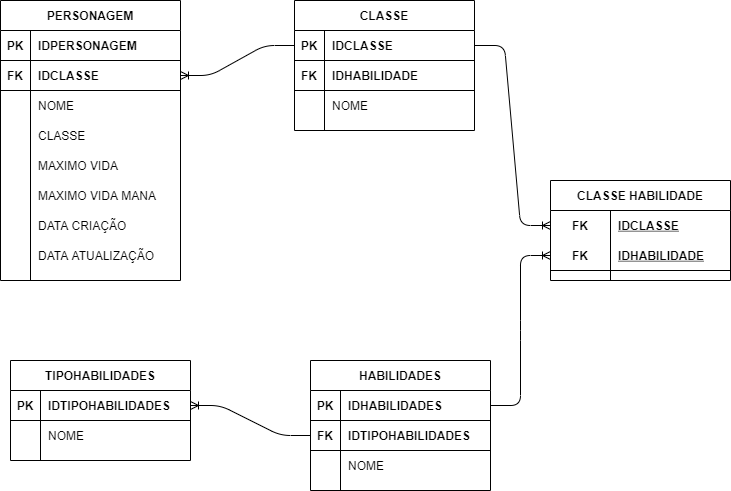 PERSONAGEM
PK IDPERSONAGEM
FK IDCLASSE
NOME
CLASSE
MAXIMO VIDA
MAXIMO VIDA MANA
DATA CRIAÇÃO
DATA ATUALIZAÇÃO
CLASSE
PK IDCLASSE
FK IDHABILIDADE
NOME
CLASSE HABILIDADE
FK IDCLASSE
FK IDHABILIDADE
TIPOHABILIDADES
PK IDTIPOHABILIDADES
NOME
HABILIDADES
PK IDHABILIDADES
FK IDTIPOHABILIDADES
NOME